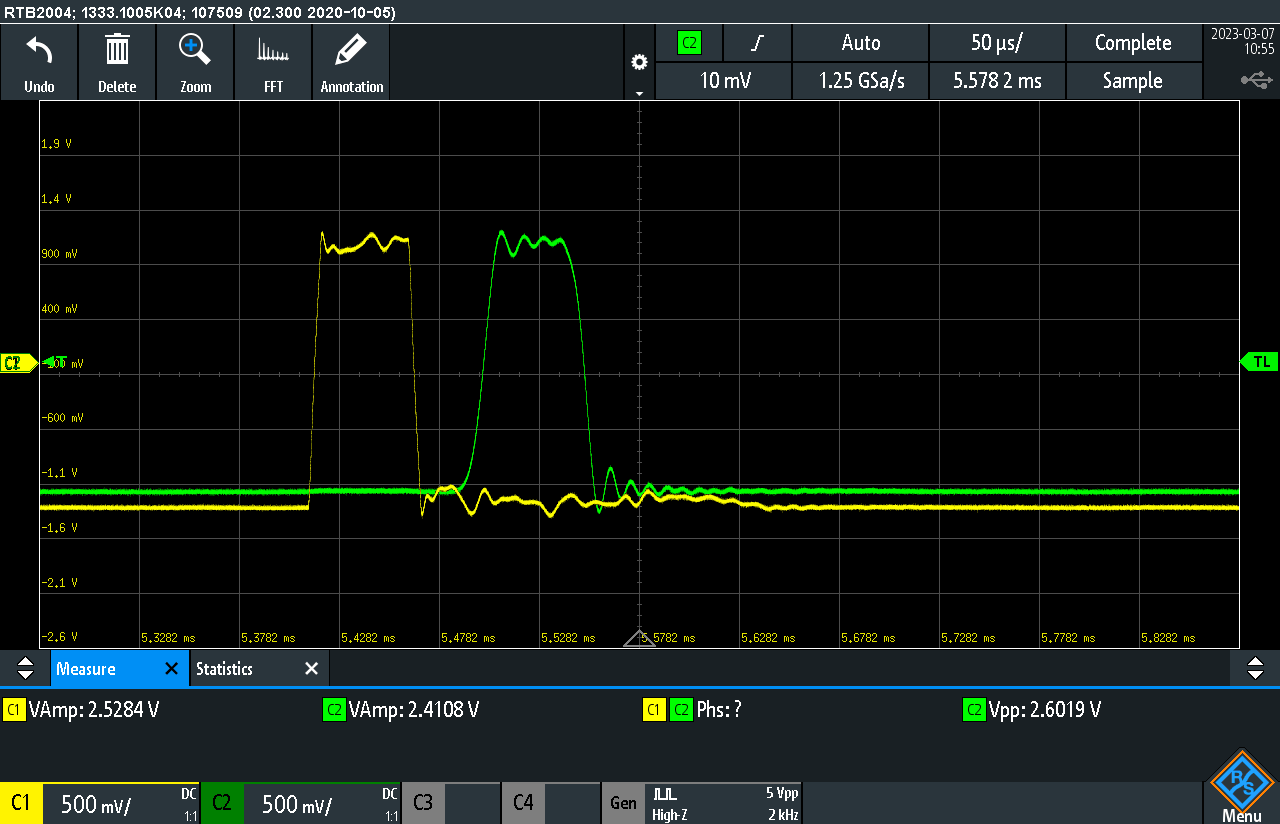 RTB2004; 1333.1005K04; 107509 (02.300 2020-10-05)
Undo
Delete
Zoom
FFT
Annotation
C2
Auto
50 µs/
Complete
10 mV
1.25 GSa/s
5.578 2 ms
Sample
2023-03-07
10:55
1.9 V
1.4 V
900 mV
400 mV
T
mV
-600 mV
-1.1 V
-1.6 V
-2.1 V
-2.6 V
TL
5.3282 ms
5.3782 ms
5.4282 ms
5.4782 ms
5.5282 ms
5.5782 ms
5.6282 ms
5.6782 ms
5.7282 ms
5.7782 ms
5.8282 ms
Measure
Statistics
C1 VAmp: 2.5284 V
C2 VAmp: 2.4108 V
C1 C2 Phs: ?
C2 Vpp: 2.6019 V
C1 500 mV/ DC 1:1
C2 500 mV/ DC 1:1
C3
C4
Gen
5 Vpp
High-Z
2 kHz
R S
Menu